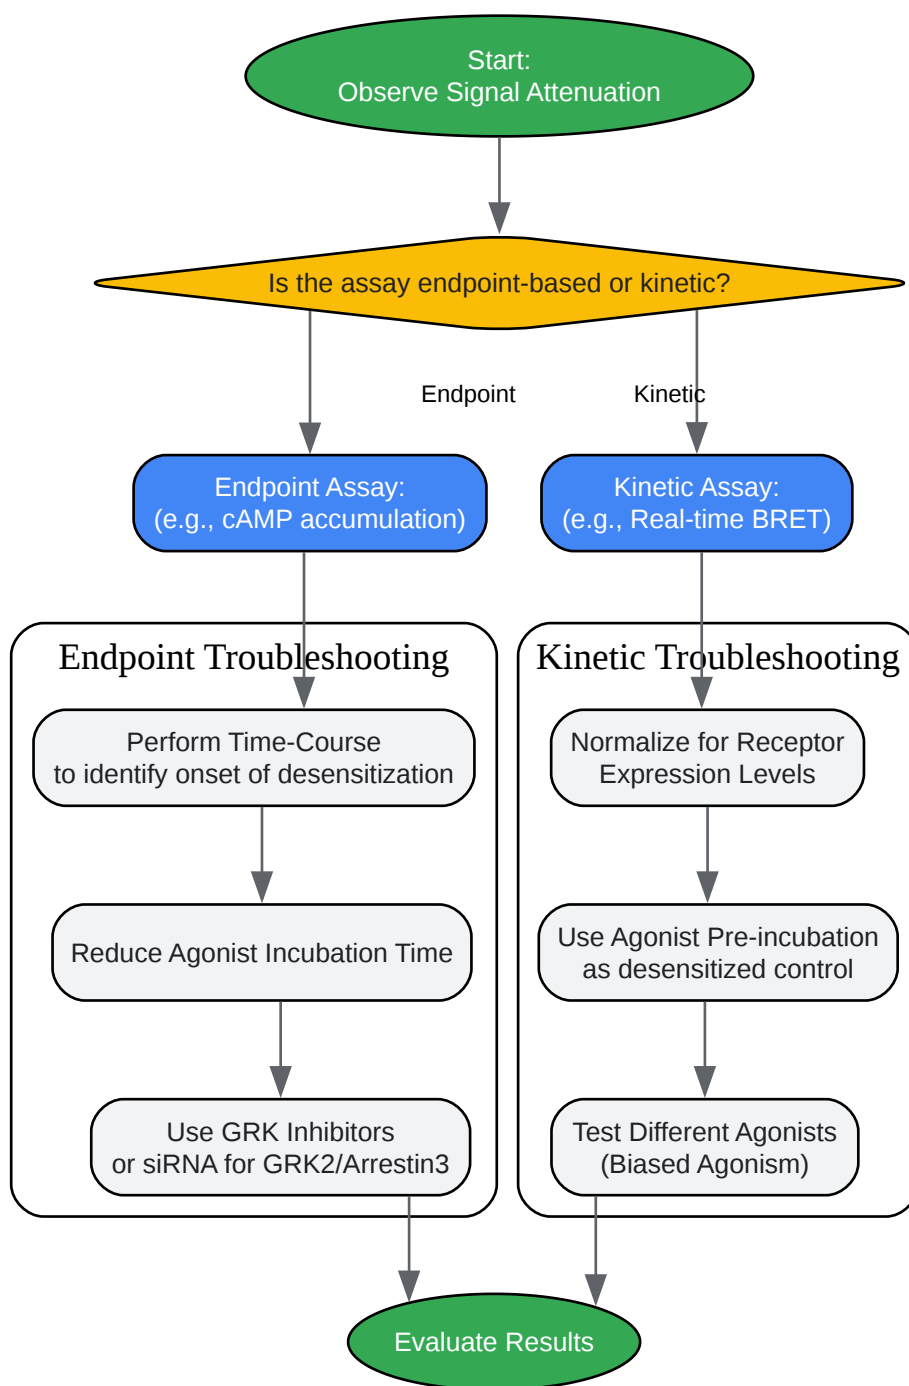 Start:
Observe Signal Attenuation
Is the assay endpoint-based or kinetic?
Endpoint
Kinetic
Endpoint Assay:
(e.g., cAMP accumulation)
Kinetic Assay:
(e.g., Real-time BRET)
Endpoint Troubleshooting
Perform Time-Course
to identify onset of desensitization
Reduce Agonist Incubation Time
Use GRK Inhibitors
or siRNA for GRK2/Arrestin3
Kinetic Troubleshooting
Normalize for Receptor
Expression Levels
Use Agonist Pre-incubation
as desensitized control
Test Different Agonists
(Biased Agonism)
Evaluate Results